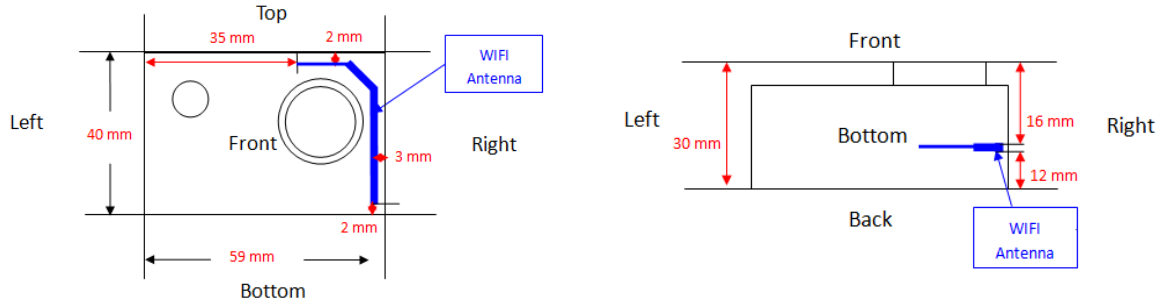 Top
35 mm
2 mm
WIFI
Antenna
Left
40 mm
Front
Right
3 mm
2 mm
59 mm
Bottom
Front
Left
30 mm
Bottom
16 mm
Right
12 mm
Back
WIFI
Antenna